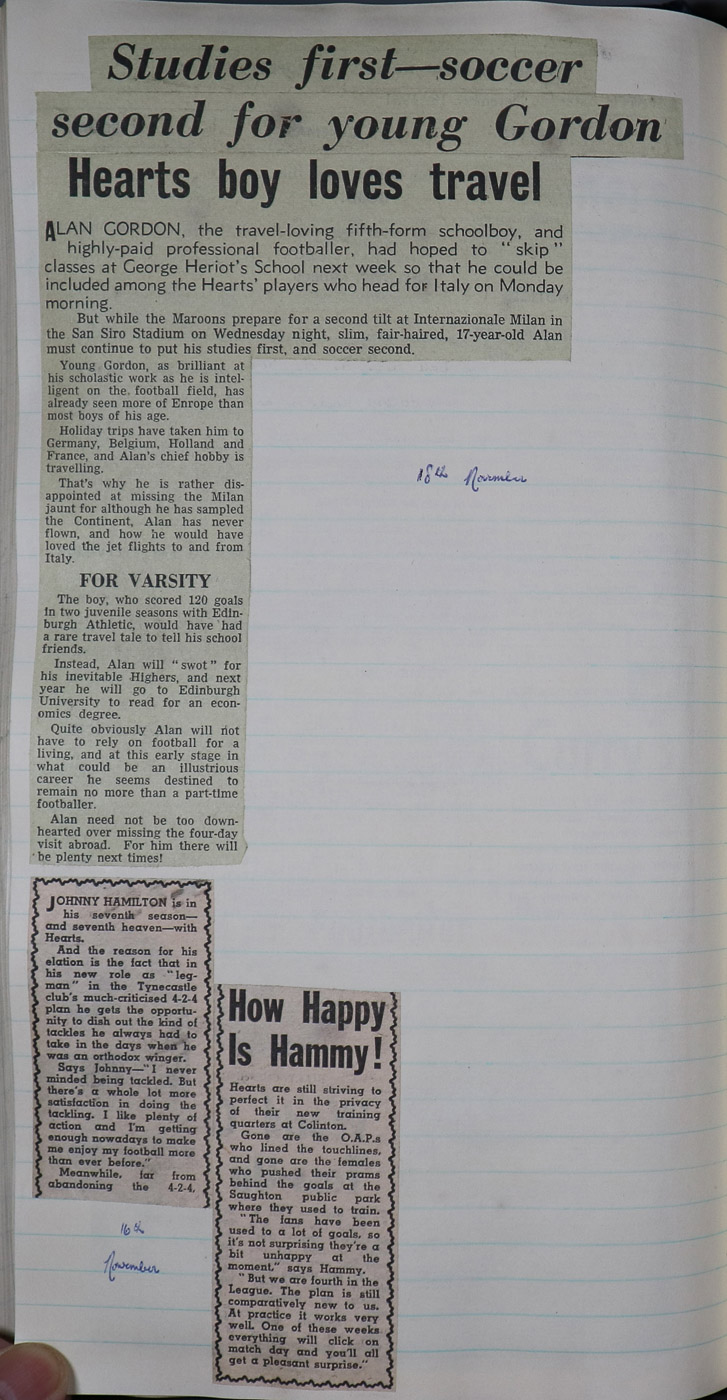 Studies first—soccer
second for young Gordon
Hearts boy loves travel
ALAN GORDON, the travel-loving fifth-form schoolboy, and
highly-paid professional footballer, had hoped to "skip"
classes at George Heriot's School next week so that he could be
included among the Hearts' players who head for Italy on Monday
morning.
But while the Maroons prepare for a second tilt at Internazionale Milan in
the San Siro Stadium on Wednesday night, slim, fair-haired, 17-year-old Alan
must continue to put his studies first, and soccer second.
Young Gordon, as brilliant at
his scholastic work as he is intel-
ligent on the football field, has
already seen more of Enrope than
most boys of his age.
Holiday trips have taken him to
Germany, Belgium, Holland and
France, and Alan's chief hobby is
travelling.
That's why he is rather dis-
appointed at missing the Milan
jaunt for although he has sampled
the Continent, Alan has never
flown, and how he would have
loved the jet flights to and from
Italy.
FOR VARSITY
The boy, who scored 120 goals
in two juvenile seasons with Edin-
burgh Athletic, would have had
a rare travel tale to tell his school
friends.
Instead, Alan will "swot" for
his inevitable Highers, and next
year he will go to Edinburgh
University to read for an econ-
omics degree.
Quite obviously Alan will not
have to rely on football for a
living, and at this early stage in
what could be an illustrious
career he seems destined to
remain no more than a part-time
footballer.
Alan need not be too down-
hearted over missing the four-day
visit abroad. For him there will
be plenty next times!
18th November
JOHNNY HAMILTON is in
his seventh season—
and seventh heaven—with
Hearts.
And the reason for his
elation is the fact that in
his new role as "leg-
man" in the Tynecastle
club's much-criticised 4-2-4
plan he gets the opportu-
nity to dish out the kind of
tackles he always had to
take in the days when he
was an orthodox winger.
Says Johnny—"I never
minded being tackled. But
there's a whole lot more
satisfaction in doing the
tackling. I like plenty of
action and I'm getting
enough nowadays to make
me enjoy my football more
than ever before."
Meanwhile, far from
abandoning the 4-2-4,
How Happy
Is Hammy!
Hearts are still striving to
perfect it in the privacy
of their new training
quarters at Colinton.
Gone are the O.A.P.s
who lined the touchlines,
and gone are the females
who pushed their prams
behind the goals at the
Saughton public park
where they used to train.
"The fans have been
used to a lot of goals, so
it's not surprising they're a
bit unhappy at the
moment," says Hammy.
"But we are fourth in the
League. The plan is still
comparatively new to us.
At practice it works very
well. One of these weeks
everything will click on
match day and you'll all
get a pleasant surprise."
16th
November